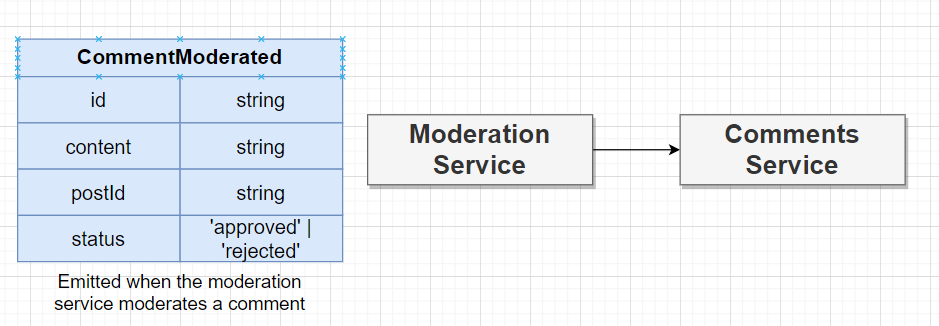 CommentModerated
id string
content string
postId string
status 'approved' |
'rejected'
Emitted when the moderation
service moderates a comment
Moderation
Service
Comments
Service